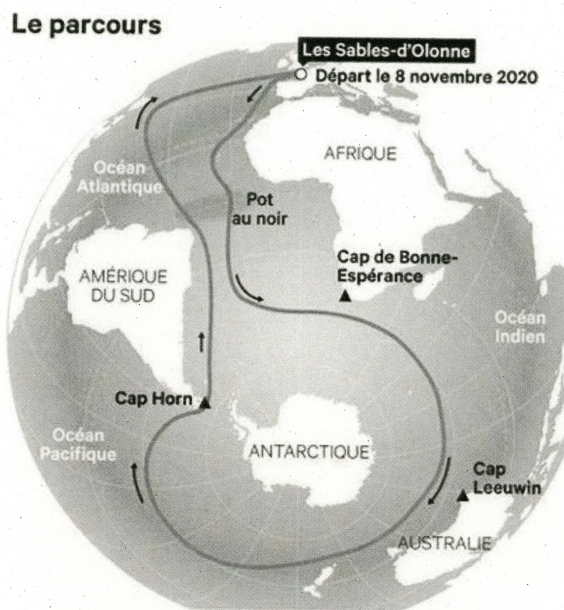 Le parcours
Les Sables-d'Olonne
Départ le 8 novembre 2020
AFRIQUE
Océan
Atlantique
Pot
au noir
Cap de Bonne-
Espérance
AMÉRIQUE
DU SUD
Océan
Indien
Cap Horn
Océan
Pacifique
ANTARCTIQUE
Cap
Leeuwin
AUSTRALIE